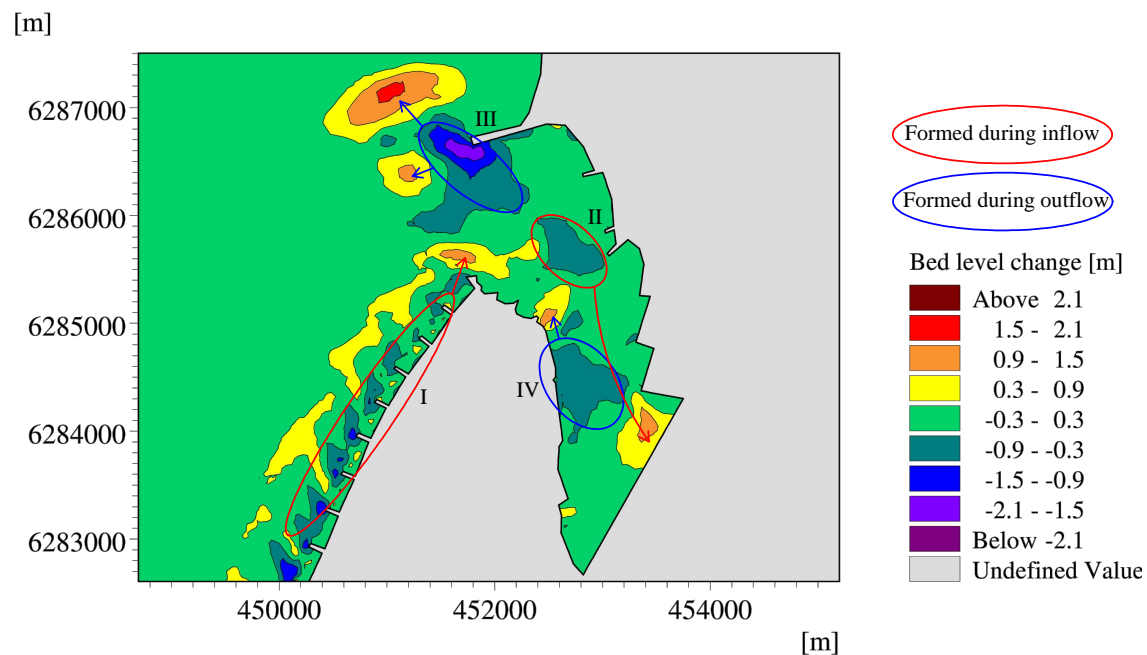 [m]
6287000
6286000
6285000
6284000
6283000
450000
452000
454000
[m]
III
II
I
IV
Formed during inflow
Formed during outflow
Bed level change [m]
Above 2.1
1.5 - 2.1
0.9 - 1.5
0.3 - 0.9
-0.3 - 0.3
-0.9 - -0.3
-1.5 - -0.9
-2.1 - -1.5
Below -2.1
Undefined Value